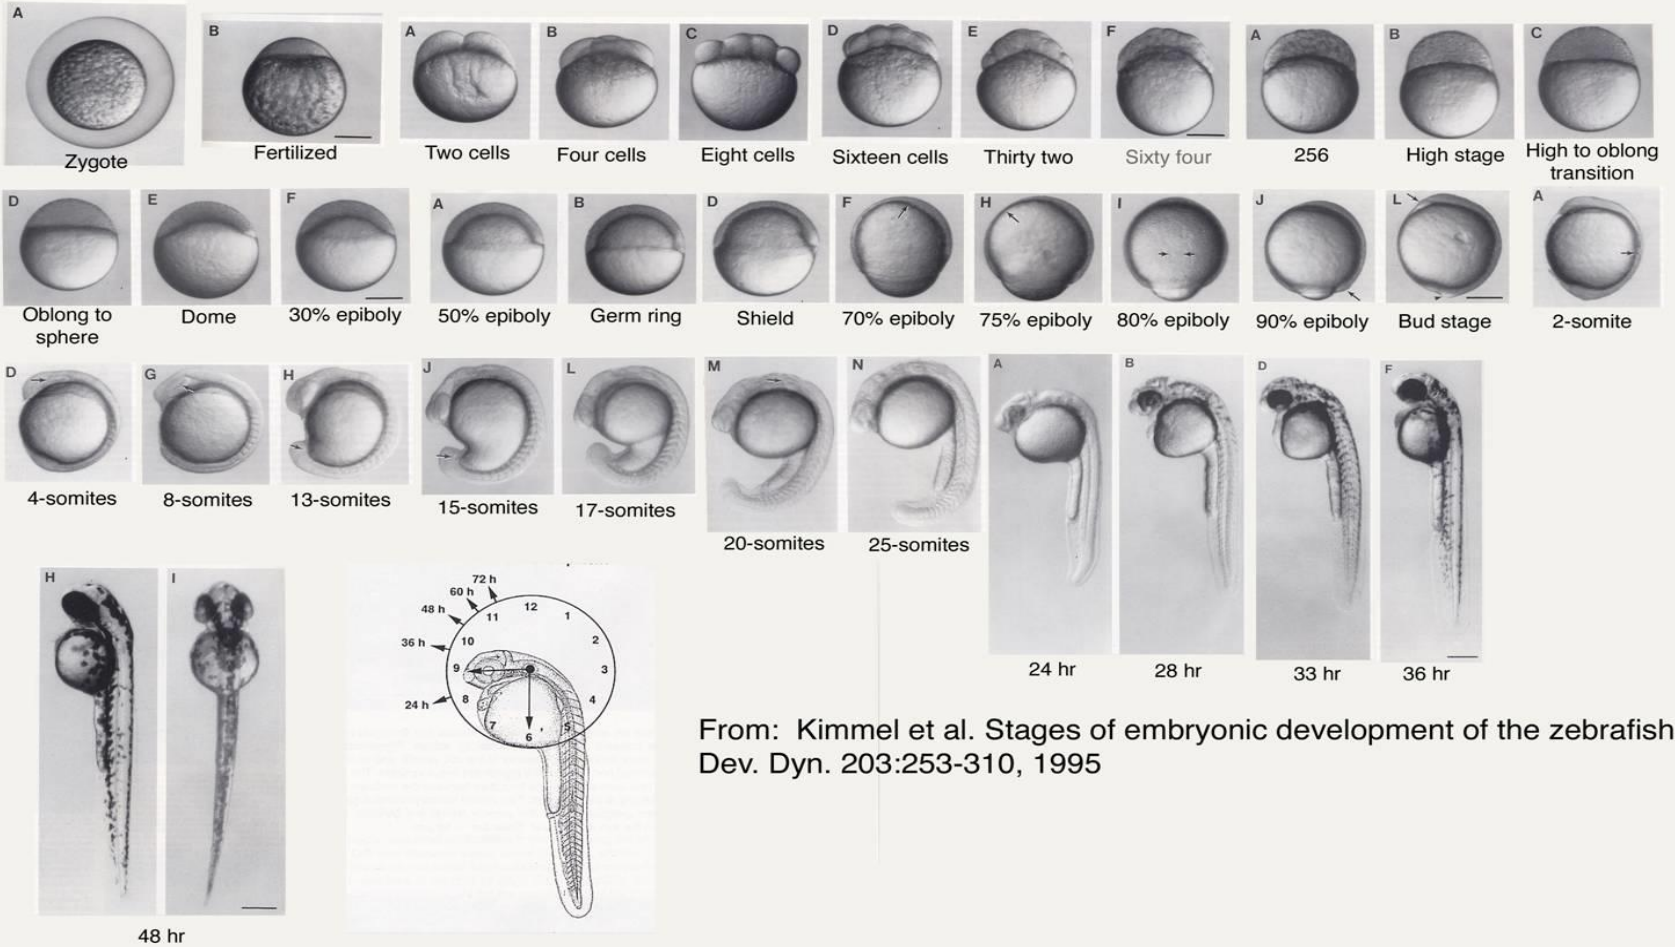 A
B
A
B
C
D
E
F
A
B
C
Zygote
Fertilized
Two cells
Four cells
Eight cells
Sixteen cells
Thirty two
Sixty four
256
High stage
High to oblong
transition
D
E
F
A
B
D
F
H
I
J
L
A
Oblong to
sphere
Dome
30% epiboly
50% epiboly
Germ ring
Shield
70% epiboly
75% epiboly
80% epiboly
90% epiboly
Bud stage
2-somite
D
G
H
J
L
M
N
A
B
D
F
4-somites
8-somites
13-somites
15-somites
17-somites
20-somites
25-somites
24 hr
28 hr
33 hr
36 hr
H
I
48 hr
72 h
60 h
48 h
36 h
24 h
12
1
2
3
4
5
6
7
8
9
10
11
From: Kimmel et al. Stages of embryonic development of the zebrafish
Dev. Dyn. 203:253-310, 1995